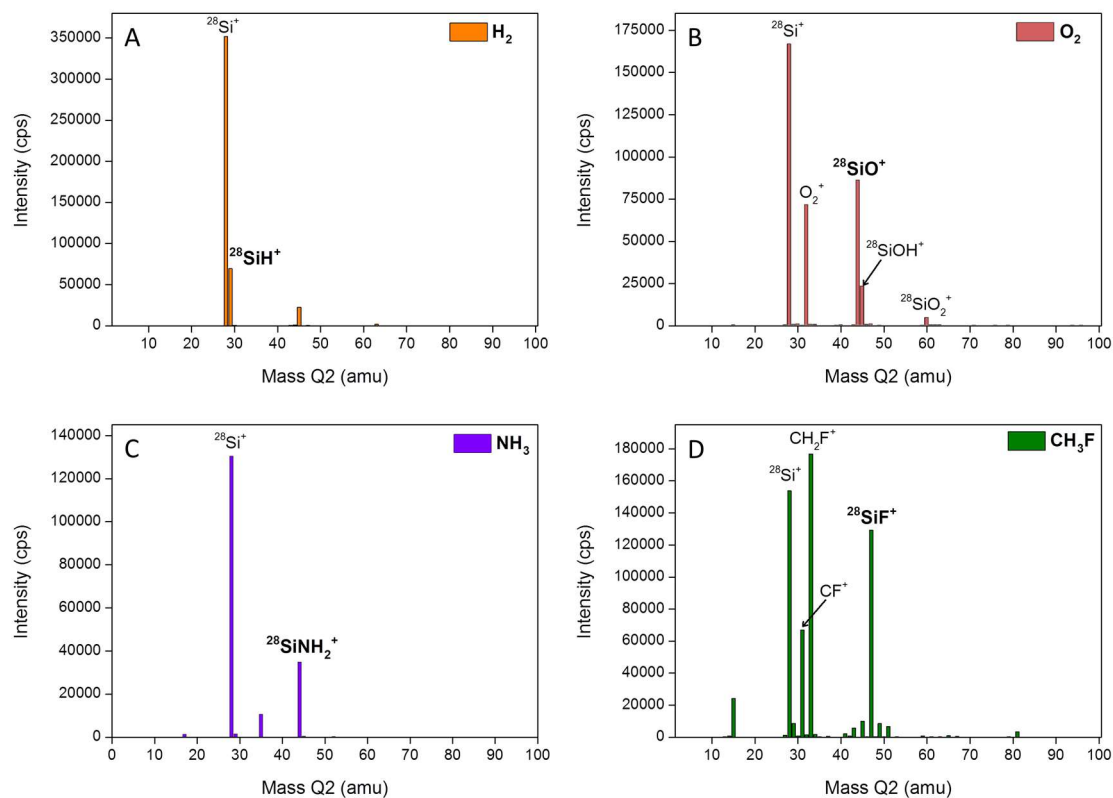 A
²⁸Si⁺
H₂
350000
300000
250000
200000
150000
100000
50000
0
Intensity (cps)
²⁸SiH⁺
10 20 30 40 50 60 70 80 90 100
Mass Q2 (amu)
B
²⁸Si⁺
O₂
175000
150000
125000
100000
75000
50000
25000
0
Intensity (cps)
²⁸SiO⁺
O₂⁺
²⁸SiOH⁺
²⁸SiO₂⁺
10 20 30 40 50 60 70 80 90 100
Mass Q2 (amu)
C
²⁸Si⁺
NH₃
140000
120000
100000
80000
60000
40000
20000
0
Intensity (cps)
²⁸SiNH₂⁺
0 10 20 30 40 50 60 70 80 90 100
Mass Q2 (amu)
D
CH₂F⁺
CH₃F
180000
160000
140000
120000
100000
80000
60000
40000
20000
0
Intensity (cps)
²⁸Si⁺
²⁸SiF⁺
CF⁺
10 20 30 40 50 60 70 80 90 100
Mass Q2 (amu)